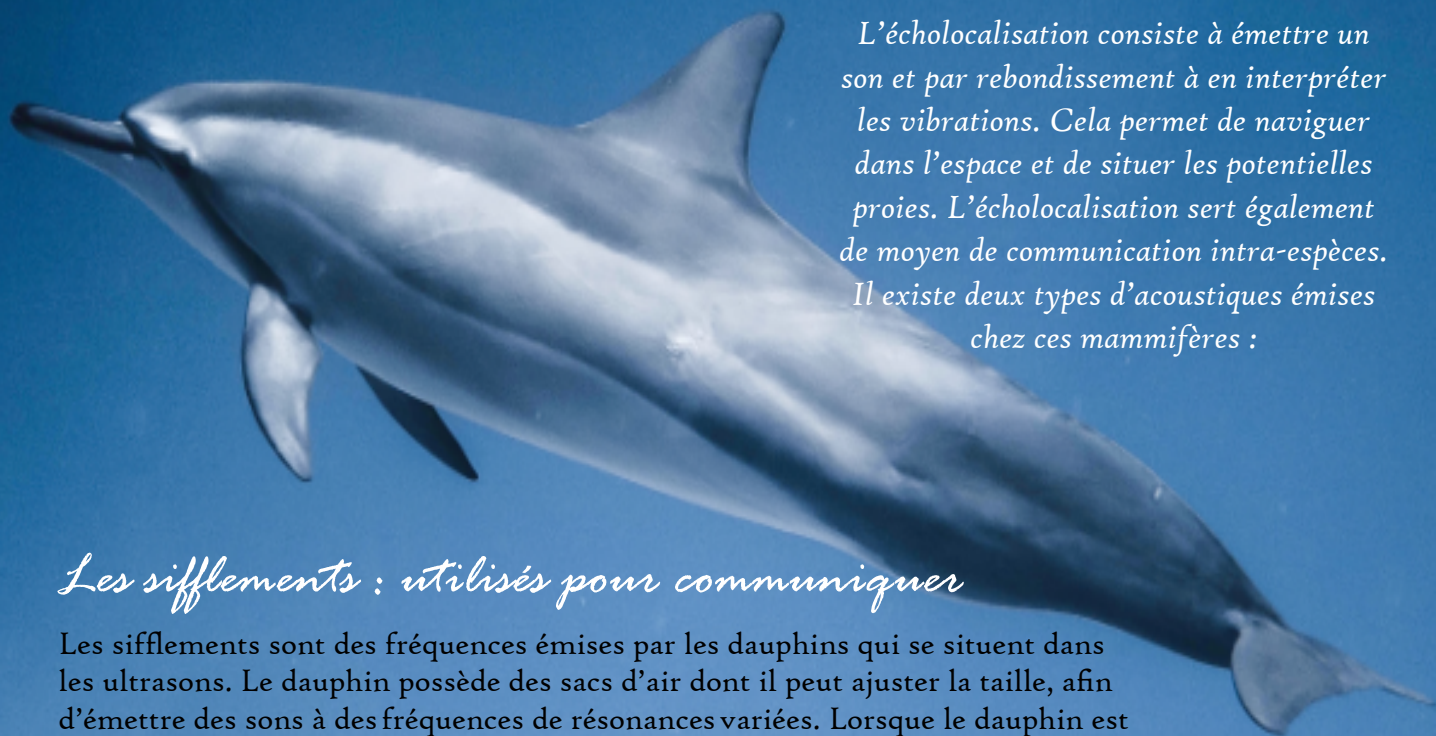 L’écholocalisation consiste à émettre un
son et par rebondissement à en interpréter
les vibrations. Cela permet de naviguer
dans l’espace et de situer les potentielles
proies. L’écholocalisation sert également
de moyen de communication intra-espèces.
Il existe deux types d’acoustiques émises
chez ces mammifères :
Les sifflements : utilisés pour communiquer
Les sifflements sont des fréquences émises par les dauphins qui se situent dans
les ultrasons. Le dauphin possède des sacs d’air dont il peut ajuster la taille, afin
d’émettre des sons à des fréquences de résonances variées. Lorsque le dauphin est